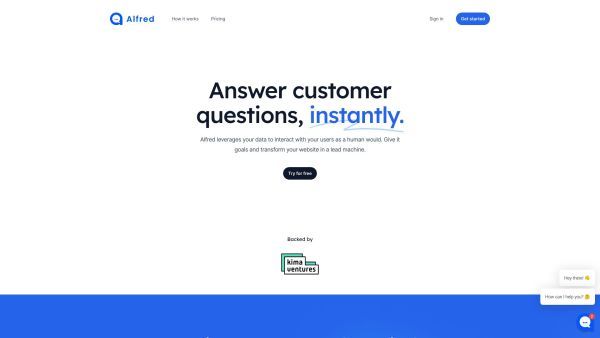 Alfred
How it works
Pricing
Sign in
Get started
Answer customer
questions, instantly.
Alfred leverages your data to interact with your users as a human would. Give it
goals and transform your website in a lead machine.
Try for free
Backed by
kima
ventures
Hey there! 👋
How can I help you? 🤔